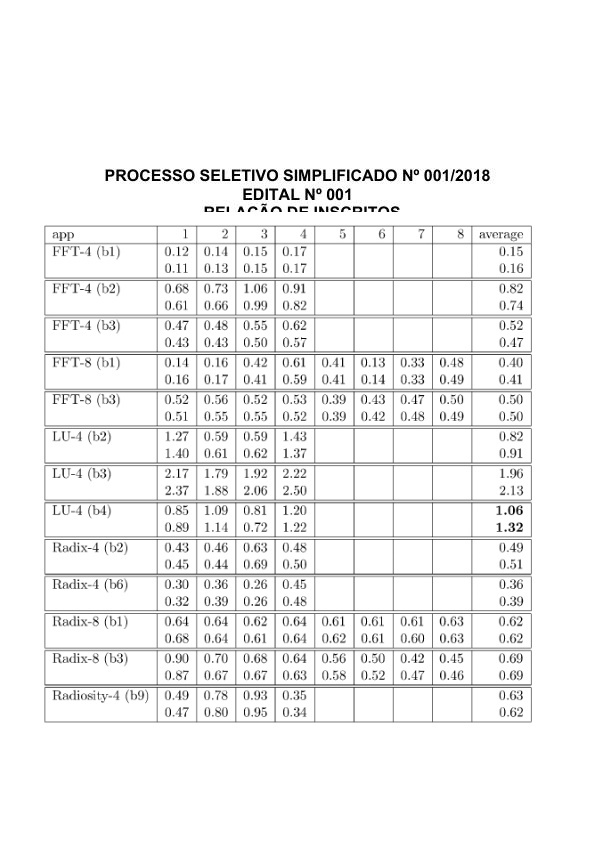 PROCESSO SELETIVO SIMPLIFICADO Nº 001/2018
EDITAL Nº 001
RELAÇÃO DE INSCRITOS
app 1 2 3 4 5 6 7 8 average
FFT-4 (b1) 0.12 0.14 0.15 0.17 0.15
0.11 0.13 0.15 0.17 0.16
FFT-4 (b2) 0.68 0.73 1.06 0.91 0.82
0.61 0.66 0.99 0.82 0.74
FFT-4 (b3) 0.47 0.48 0.55 0.62 0.52
0.43 0.43 0.50 0.57 0.47
FFT-8 (b1) 0.14 0.16 0.42 0.61 0.41 0.13 0.33 0.48 0.40
0.16 0.17 0.41 0.59 0.41 0.14 0.33 0.49 0.41
FFT-8 (b3) 0.52 0.56 0.52 0.53 0.39 0.43 0.47 0.50 0.50
0.51 0.55 0.55 0.52 0.39 0.42 0.48 0.49 0.50
LU-4 (b2) 1.27 0.59 0.59 1.43 0.82
1.40 0.61 0.62 1.37 0.91
LU-4 (b3) 2.17 1.79 1.92 2.22 1.96
2.37 1.88 2.06 2.50 2.13
LU-4 (b4) 0.85 1.09 0.81 1.20 1.06
0.89 1.14 0.72 1.22 1.32
Radix-4 (b2) 0.43 0.46 0.63 0.48 0.49
0.45 0.44 0.69 0.50 0.51
Radix-4 (b6) 0.30 0.36 0.26 0.45 0.36
0.32 0.39 0.26 0.48 0.39
Radix-8 (b1) 0.64 0.64 0.62 0.64 0.61 0.61 0.61 0.63 0.62
0.68 0.64 0.61 0.64 0.62 0.61 0.60 0.63 0.62
Radix-8 (b3) 0.90 0.70 0.68 0.64 0.56 0.50 0.42 0.45 0.69
0.87 0.67 0.67 0.63 0.58 0.52 0.47 0.46 0.69
Radiosity-4 (b9) 0.49 0.78 0.93 0.35 0.63
0.47 0.80 0.95 0.34 0.62